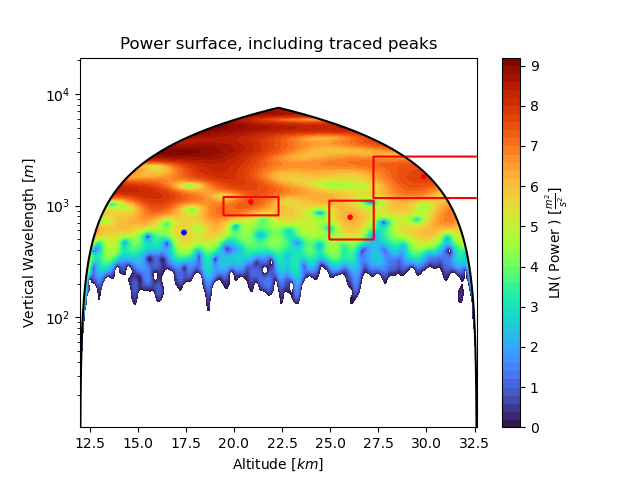 Power surface, including traced peaks
10⁴
10³
10²
Vertical Wavelength [m]
12.5 15.0 17.5 20.0 22.5 25.0 27.5 30.0 32.5
Altitude [km]
9
8
7
6
5
4
3
2
1
0
LN( Power ) [m²/s²]